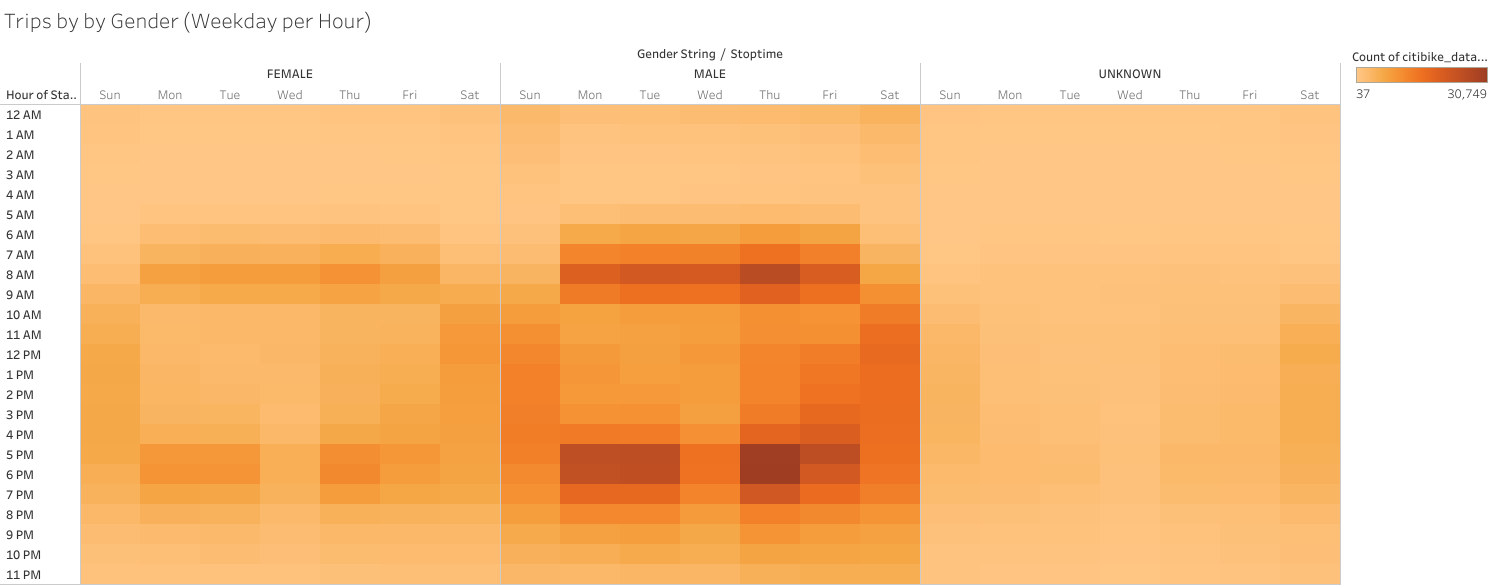 Trips by by Gender (Weekday per Hour)
Gender String / Stoptime
Count of citibike_data...
FEMALE
MALE
UNKNOWN
37
30,749
Hour of Sta.. Sun Mon Tue Wed Thu Fri Sat Sun Mon Tue Wed Thu Fri Sat Sun Mon Tue Wed Thu Fri Sat
12 AM
1 AM
2 AM
3 AM
4 AM
5 AM
6 AM
7 AM
8 AM
9 AM
10 AM
11 AM
12 PM
1 PM
2 PM
3 PM
4 PM
5 PM
6 PM
7 PM
8 PM
9 PM
10 PM
11 PM